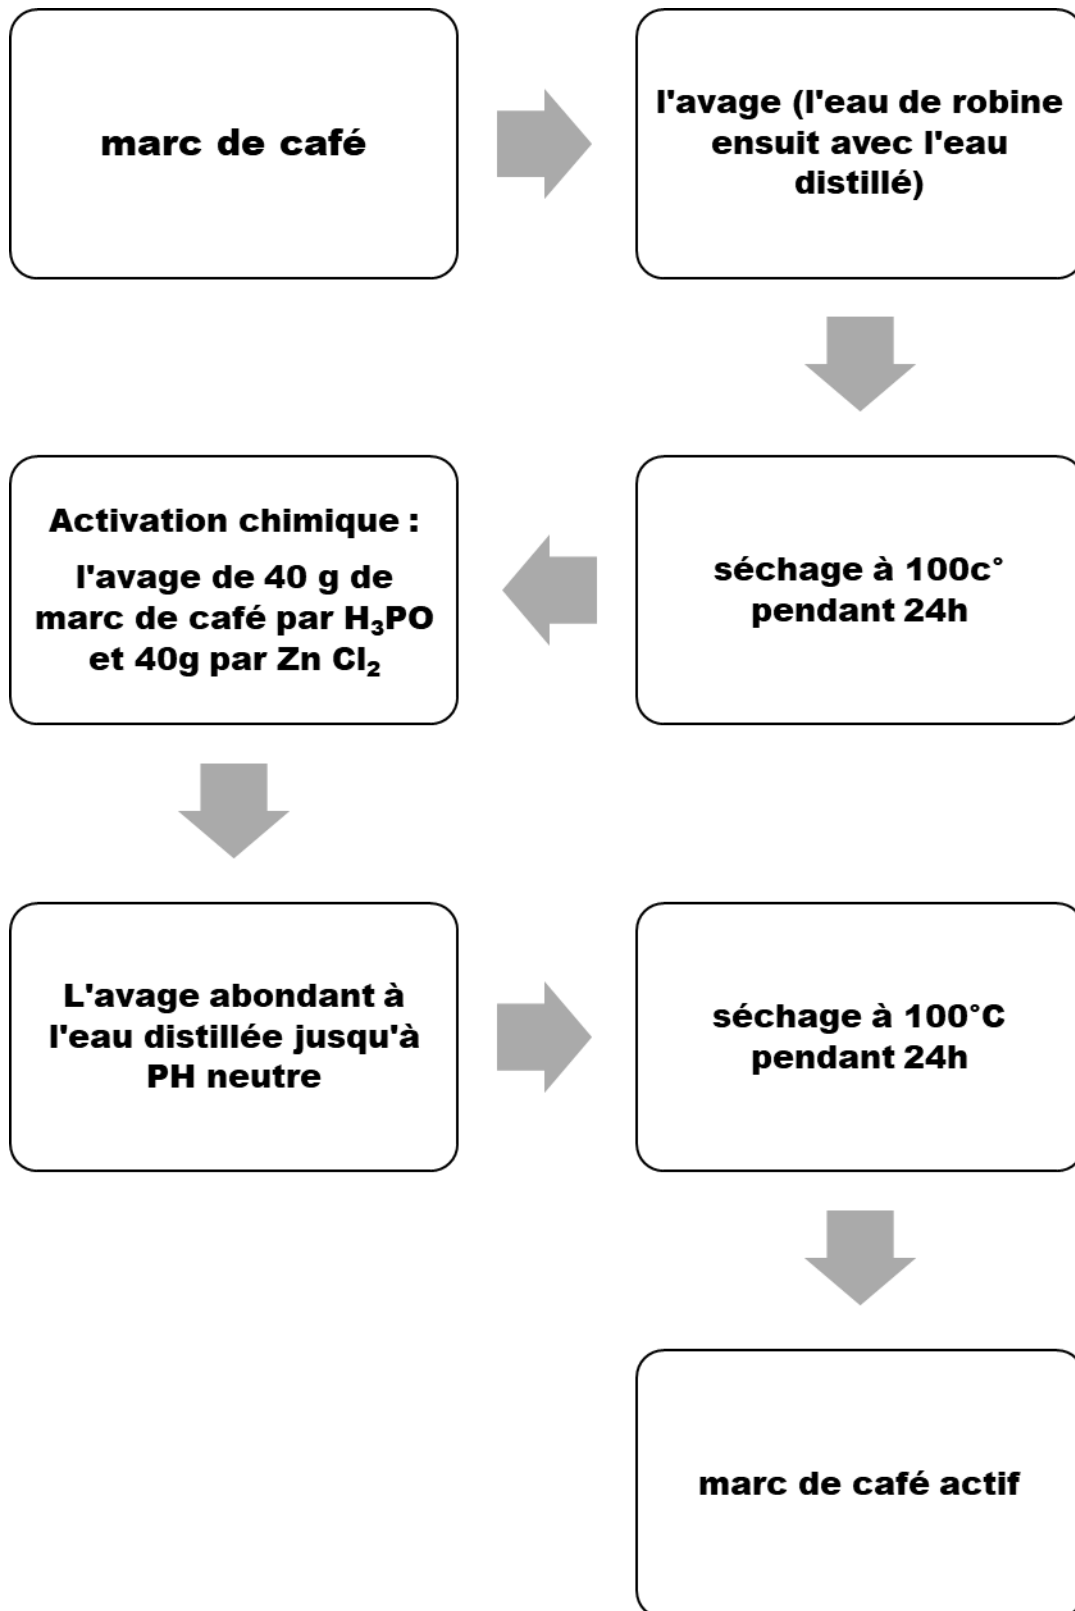 marc de café
l'avage (l'eau de robine
ensuit avec l'eau
distillé)
séchage à 100c°
pendant 24h
Activation chimique :
l'avage de 40 g de
marc de café par H₃PO
et 40g par Zn Cl₂
L'avage abondant à
l'eau distillée jusqu'à
PH neutre
séchage à 100°C
pendant 24h
marc de café actif